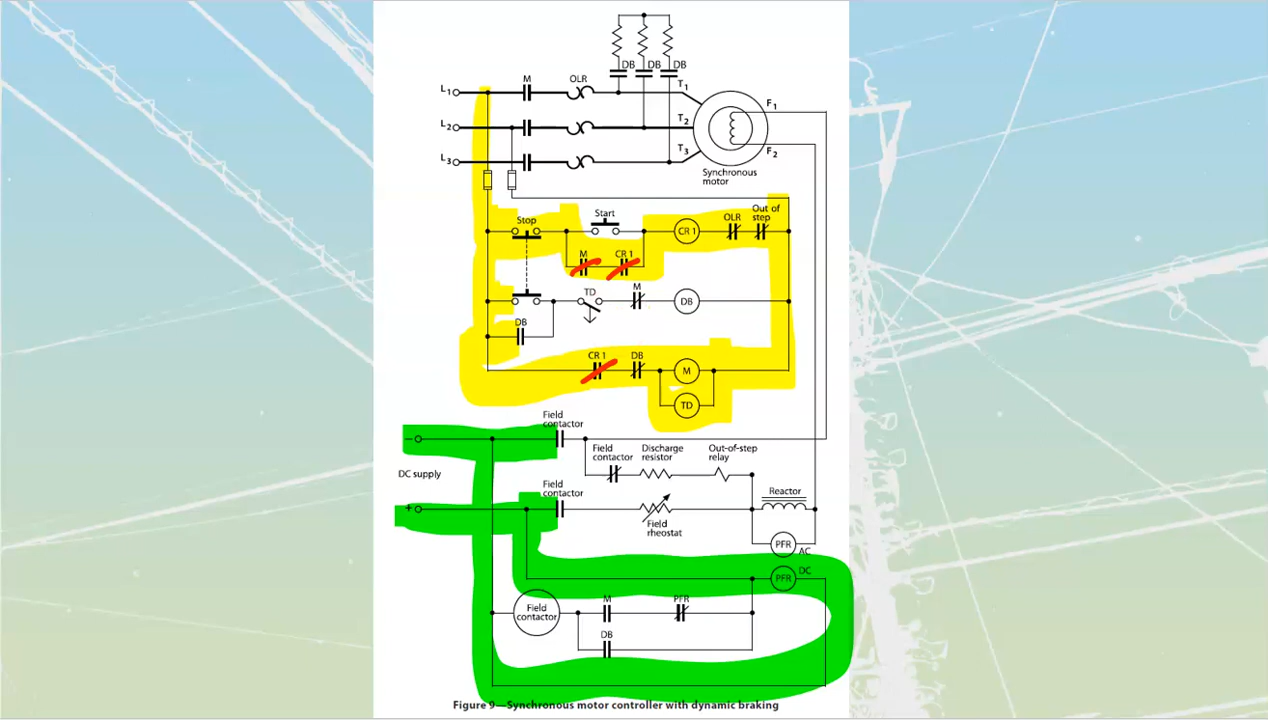 DB DB DB
M OLR
L1 T1 F1
L2 T2
L3 T3 F2
Synchronous
motor
Stop Start OLR Out of
step
CR 1
M CR 1
TD M
DB
DB
CR 1 DB
M
TD
Field
contactor
–
Field
contactor Discharge
resistor Out-of-step
relay
DC supply
Field
contactor Reactor
+
Field
rheostat
PFR AC
PFR DC
Field
contactor M PFR
DB
Figure 9—Synchronous motor controller with dynamic braking